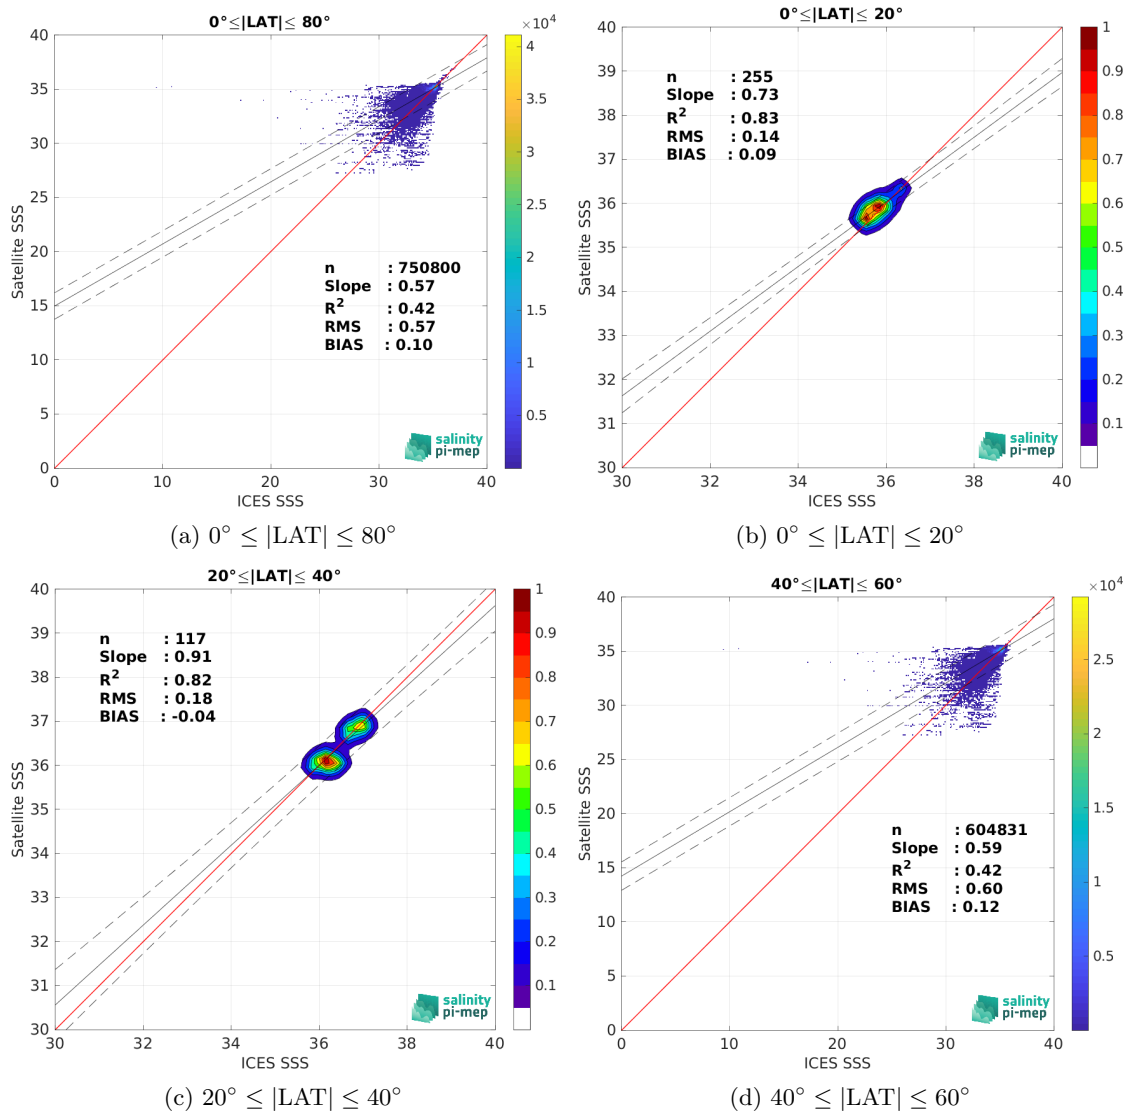 0°≤|LAT|≤ 80°
×10⁴
40
35
30
25
20
15
10
5
0
Satellite SSS
0
10
20
30
40
ICES SSS
n : 750800
Slope : 0.57
R² : 0.42
RMS : 0.57
BIAS : 0.10
4
3.5
3
2.5
2
1.5
1
0.5
salinity
pi-mep
(a) 0° ≤ |LAT| ≤ 80°
0°≤|LAT|≤ 20°
40
39
38
37
36
35
34
33
32
31
30
Satellite SSS
30
32
34
36
38
40
ICES SSS
n : 255
Slope : 0.73
R² : 0.83
RMS : 0.14
BIAS : 0.09
1
0.9
0.8
0.7
0.6
0.5
0.4
0.3
0.2
0.1
salinity
pi-mep
(b) 0° ≤ |LAT| ≤ 20°
20°≤|LAT|≤ 40°
40
39
38
37
36
35
34
33
32
31
30
Satellite SSS
30
32
34
36
38
40
ICES SSS
n : 117
Slope : 0.91
R² : 0.82
RMS : 0.18
BIAS : -0.04
1
0.9
0.8
0.7
0.6
0.5
0.4
0.3
0.2
0.1
salinity
pi-mep
(c) 20° ≤ |LAT| ≤ 40°
40°≤|LAT|≤ 60°
×10⁴
40
35
30
25
20
15
10
5
0
Satellite SSS
0
10
20
30
40
ICES SSS
n : 604831
Slope : 0.59
R² : 0.42
RMS : 0.60
BIAS : 0.12
2.5
2
1.5
1
0.5
salinity
pi-mep
(d) 40° ≤ |LAT| ≤ 60°